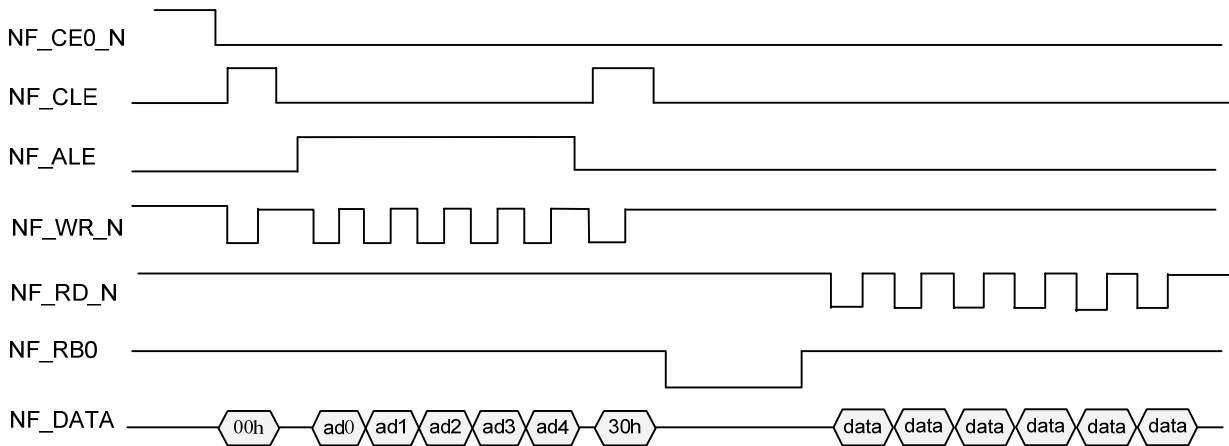 NF_CE0_N
NF_CLE
NF_ALE
NF_WR_N
NF_RD_N
NF_RB0
NF_DATA 00h ad0 ad1 ad2 ad3 ad4 30h data data data data data data